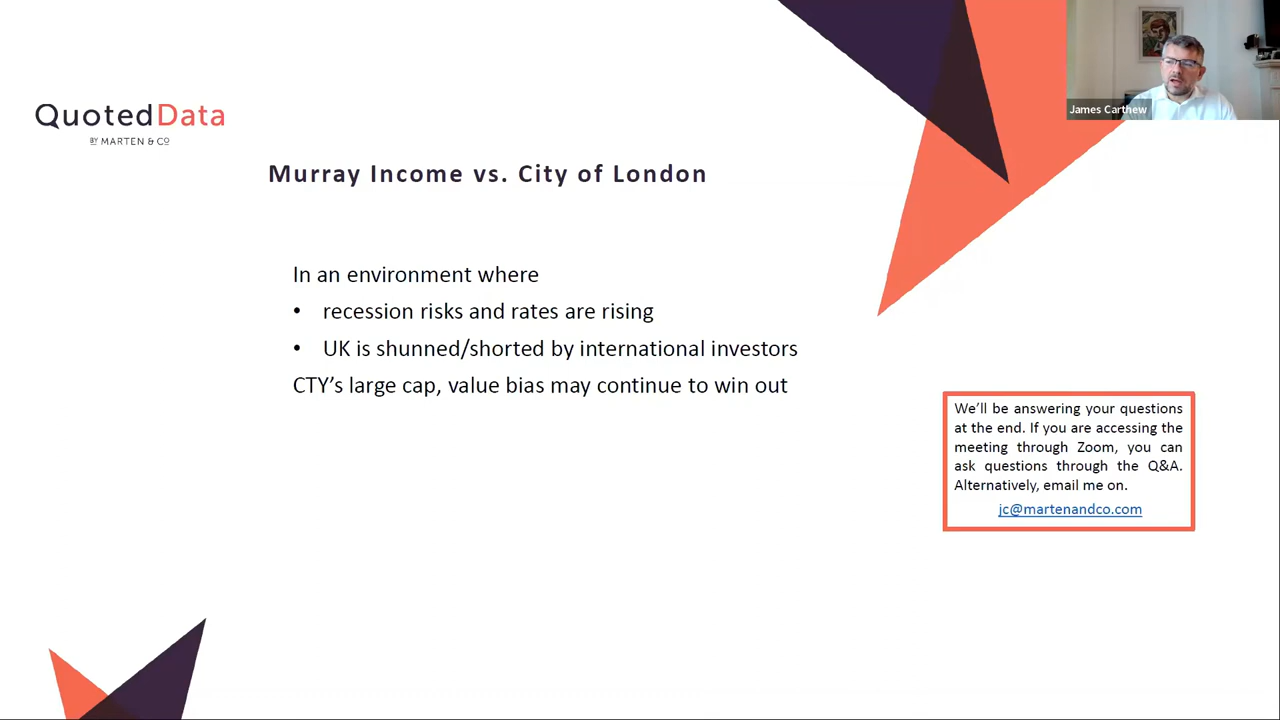 James Carthew
QuotedData
BY MARTEN & CO
Murray Income vs. City of London
In an environment where
• recession risks and rates are rising
• UK is shunned/shorted by international investors
CTY’s large cap, value bias may continue to win out
We’ll be answering your questions
at the end. If you are accessing the
meeting through Zoom, you can
ask questions through the Q&A.
Alternatively, email me on.
jc@martenandco.com